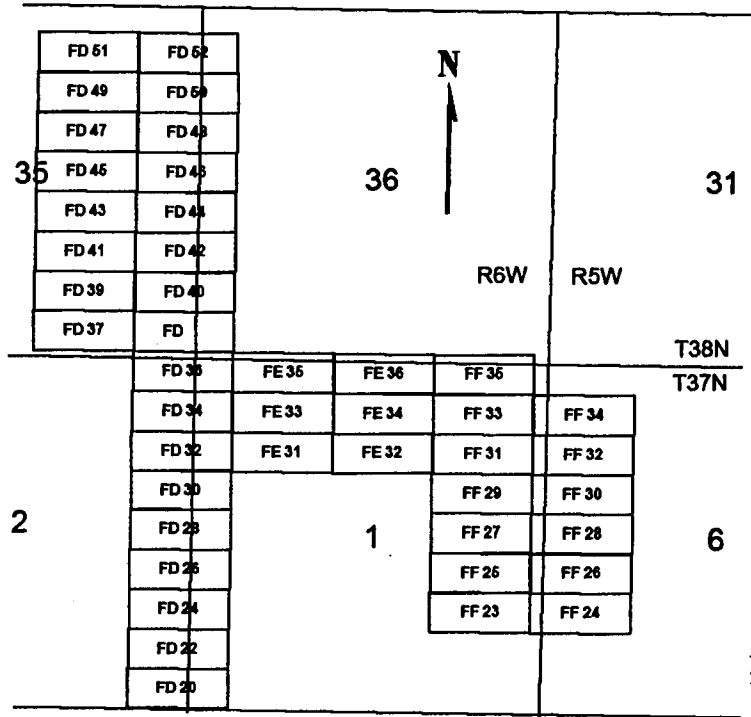 FD 51 FD 52
N
FD 49 FD 50
FD 47 FD 48
35 FD 45 FD 46 36 31
FD 43 FD 44
FD 41 FD 42
R6W R5W
FD 39 FD 40
FD 37 FD
T38N
FD 36 FE 35 FE 36 FF 35
T37N
FD 34 FE 33 FE 34 FF 33 FF 34
FD 32 FE 31 FE 32 FF 31 FF 32
FD 30 FF 29 FF 30
2 FD 28 1 FF 27 FF 28 6
FD 26 FF 25 FF 26
FD 24 FF 23 FF 24
FD 22
FD 20